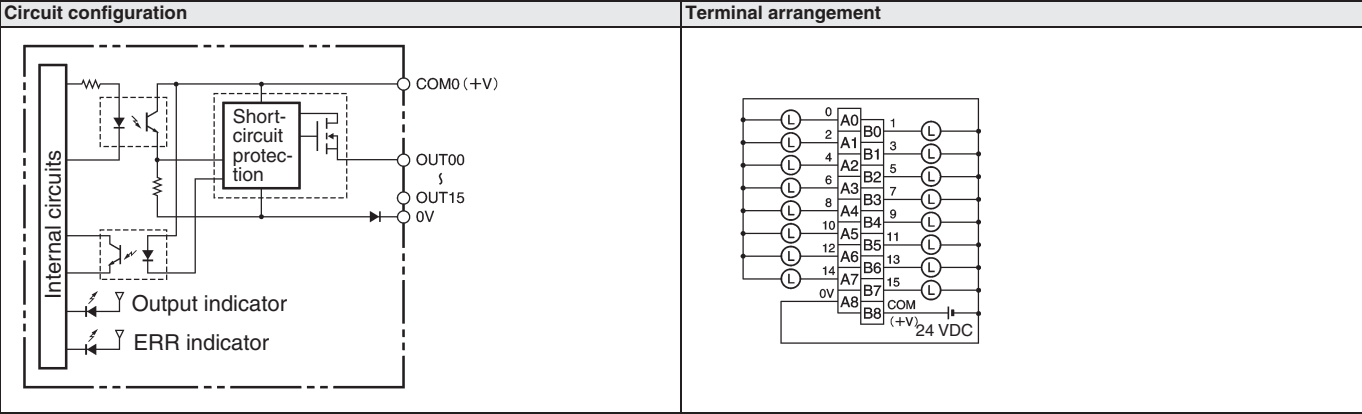 Circuit configuration
Terminal arrangement
Internal circuits
Short-
circuit
protec-
tion
COM0 (+V)
OUT00
∫
OUT15
0V
Output indicator
ERR indicator
L 0 A0
B0 1 L
L 2 A1
B1 3 L
L 4 A2
B2 5 L
L 6 A3
B3 7 L
L 8 A4
B4 9 L
L 10 A5
B5 11 L
L 12 A6
B6 13 L
L 14 A7
B7 15 L
0V A8
B8 COM
(+V)
24 VDC